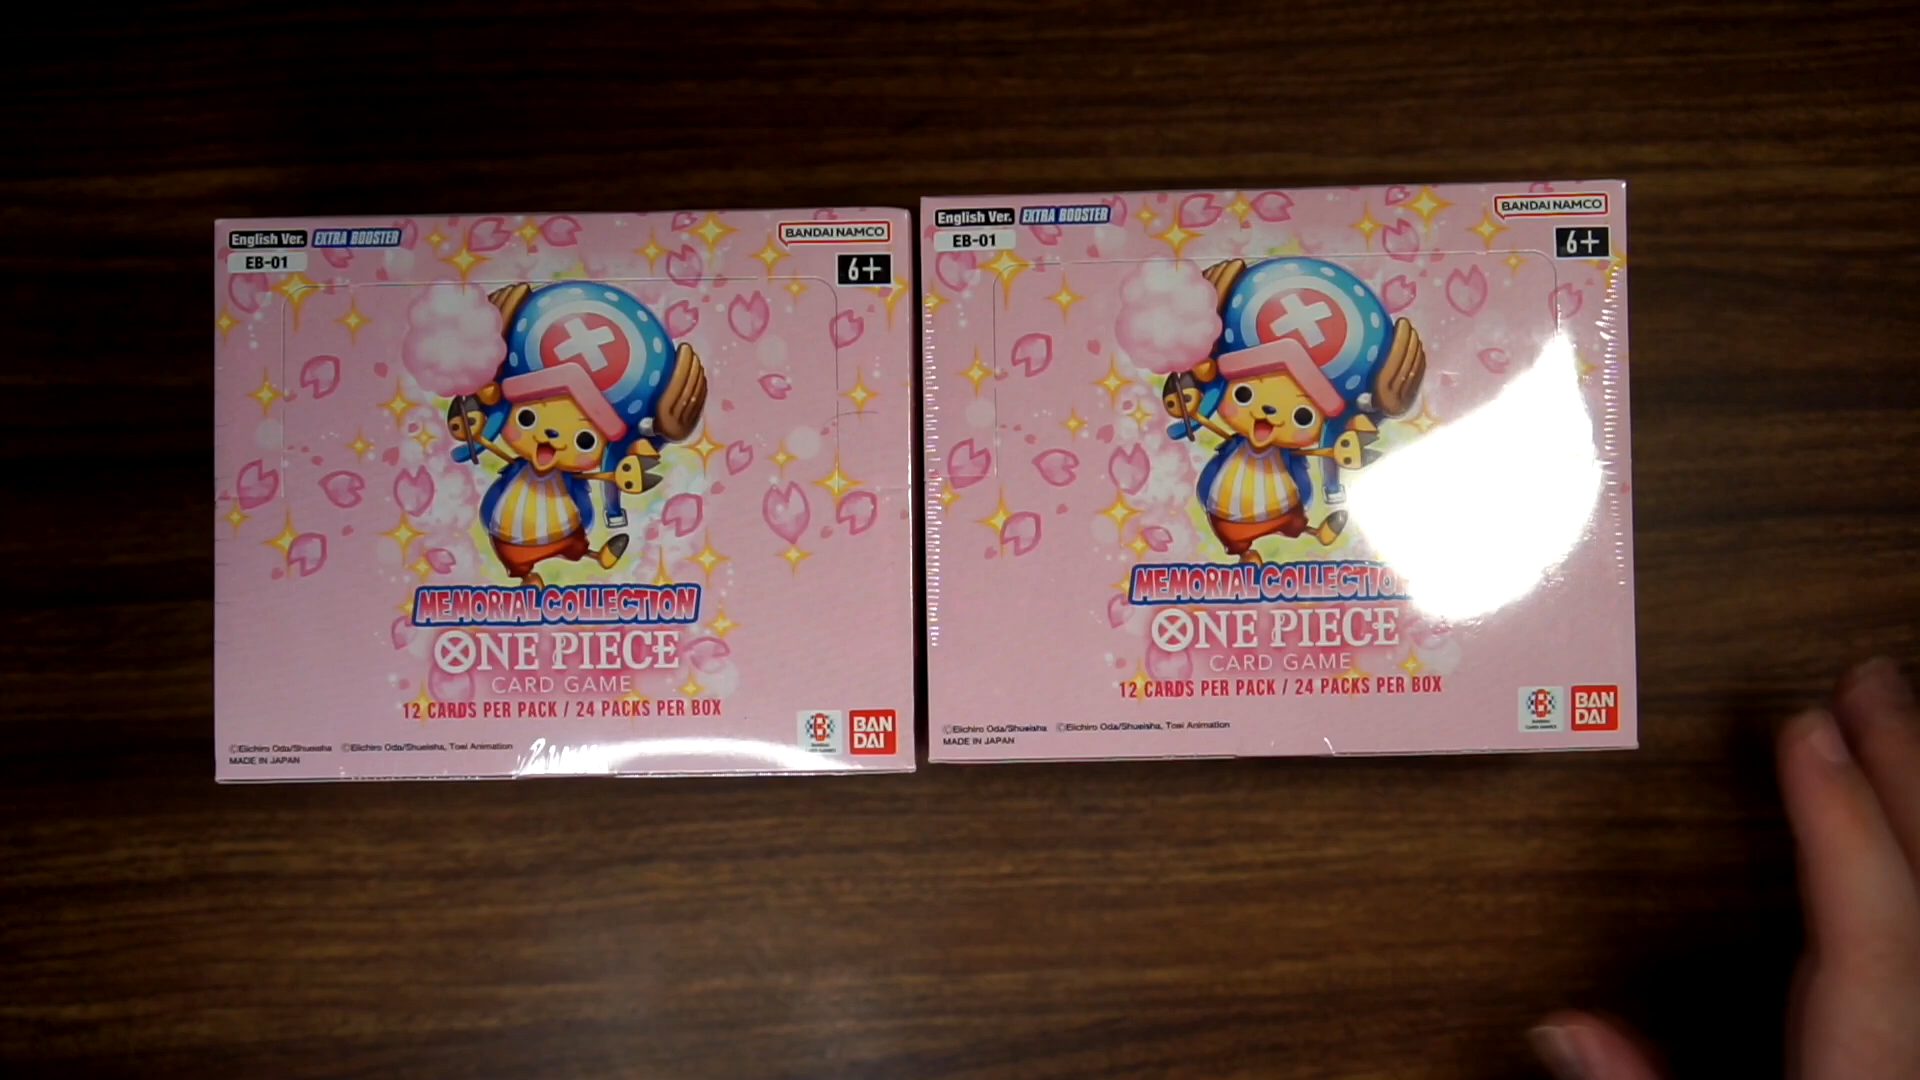 English Ver. EXTRA BOOSTER
EB-01
BANDAI NAMCO
6+
MEMORIAL COLLECTION
ONE PIECE
CARD GAME
12 CARDS PER PACK / 24 PACKS PER BOX
©Eiichiro Oda/Shueisha ©Eiichiro Oda/Shueisha, Toei Animation
MADE IN JAPAN
BAN
DAI
English Ver. EXTRA BOOSTER
EB-01
BANDAI NAMCO
6+
MEMORIAL COLLECTIO
ONE PIECE
CARD GAME
12 CARDS PER PACK / 24 PACKS PER BOX
©Eiichiro Oda/Shueisha ©Eiichiro Oda/Shueisha, Toei Animation
MADE IN JAPAN
BAN
DAI